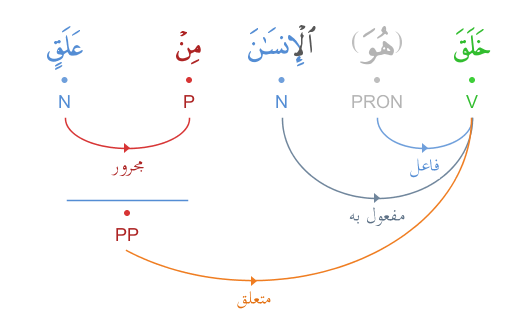 خَلَقَ (هُوَ) ٱلْإِنسَـٰنَ مِنْ عَلَقٍ
V PRON N P N
فاعل
مجرور
مفعول به
PP
متعلق